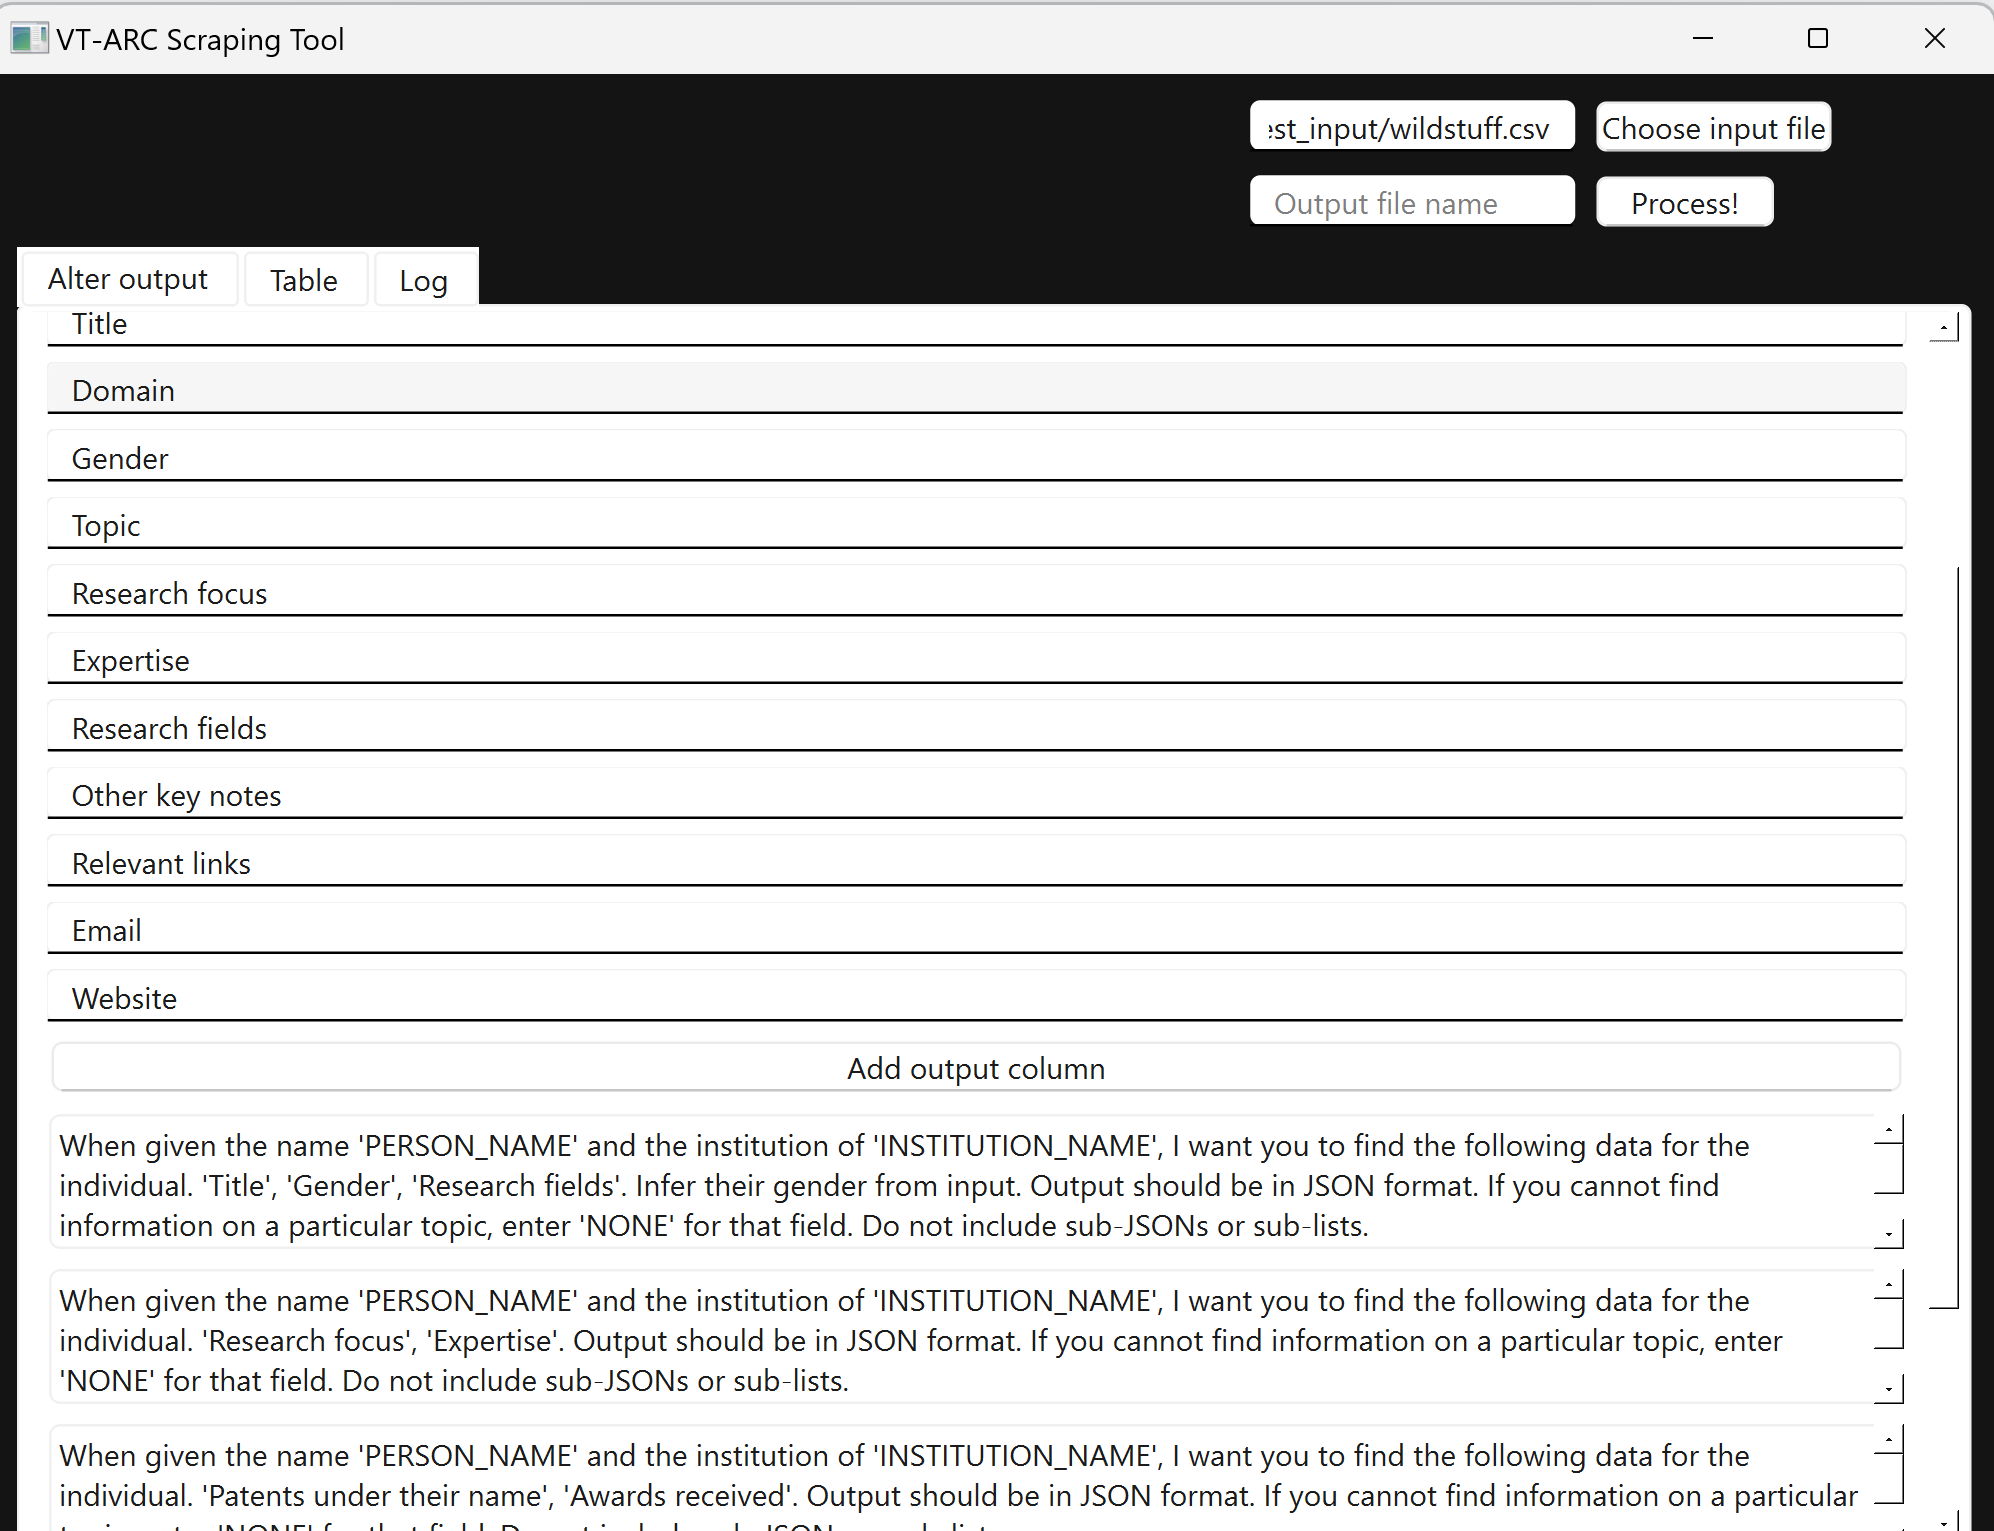 VT-ARC Scraping Tool
est_input/wildstuff.csv
Choose input file
Output file name
Process!
Alter output
Table
Log
Title
Domain
Gender
Topic
Research focus
Expertise
Research fields
Other key notes
Relevant links
Email
Website
Add output column
When given the name 'PERSON_NAME' and the institution of 'INSTITUTION_NAME', I want you to find the following data for the
individual. 'Title', 'Gender', 'Research fields'. Infer their gender from input. Output should be in JSON format. If you cannot find
information on a particular topic, enter 'NONE' for that field. Do not include sub-JSONs or sub-lists.
When given the name 'PERSON_NAME' and the institution of 'INSTITUTION_NAME', I want you to find the following data for the
individual. 'Research focus', 'Expertise'. Output should be in JSON format. If you cannot find information on a particular topic, enter
'NONE' for that field. Do not include sub-JSONs or sub-lists.
When given the name 'PERSON_NAME' and the institution of 'INSTITUTION_NAME', I want you to find the following data for the
individual. 'Patents under their name', 'Awards received'. Output should be in JSON format. If you cannot find information on a particular